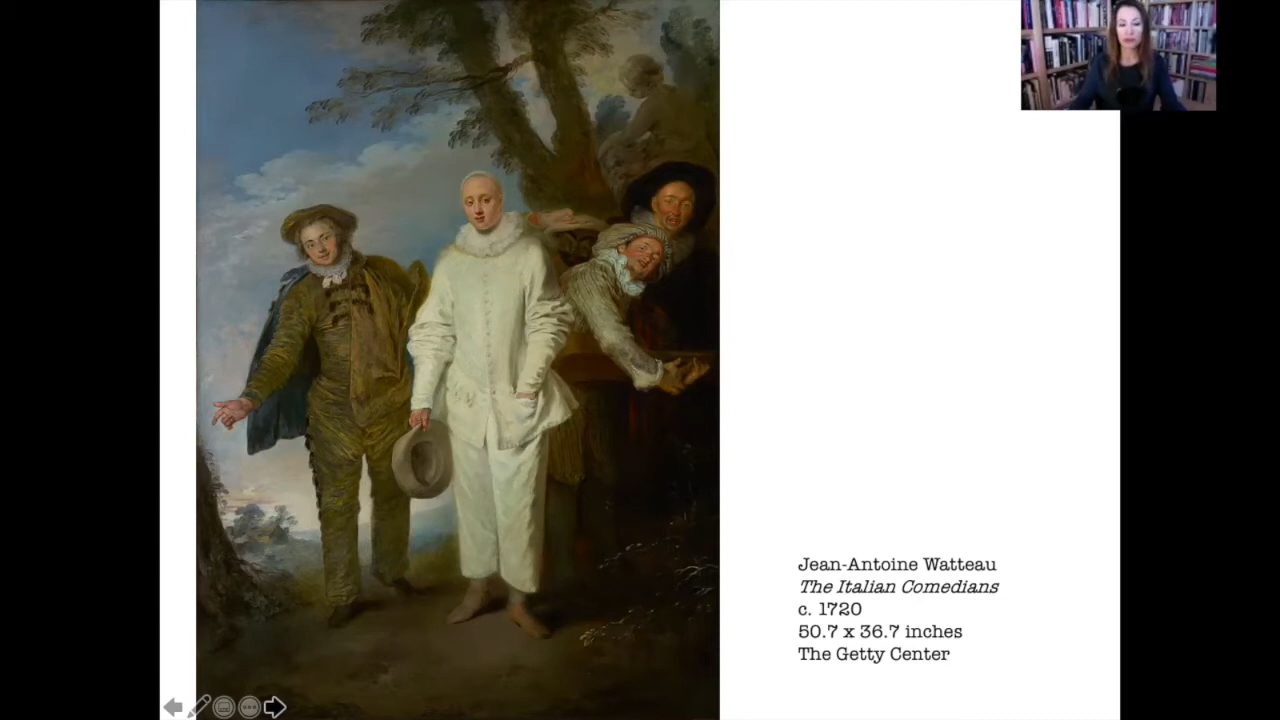 Jean-Antoine Watteau
The Italian Comedians
c. 1720
50.7 x 36.7 inches
The Getty Center